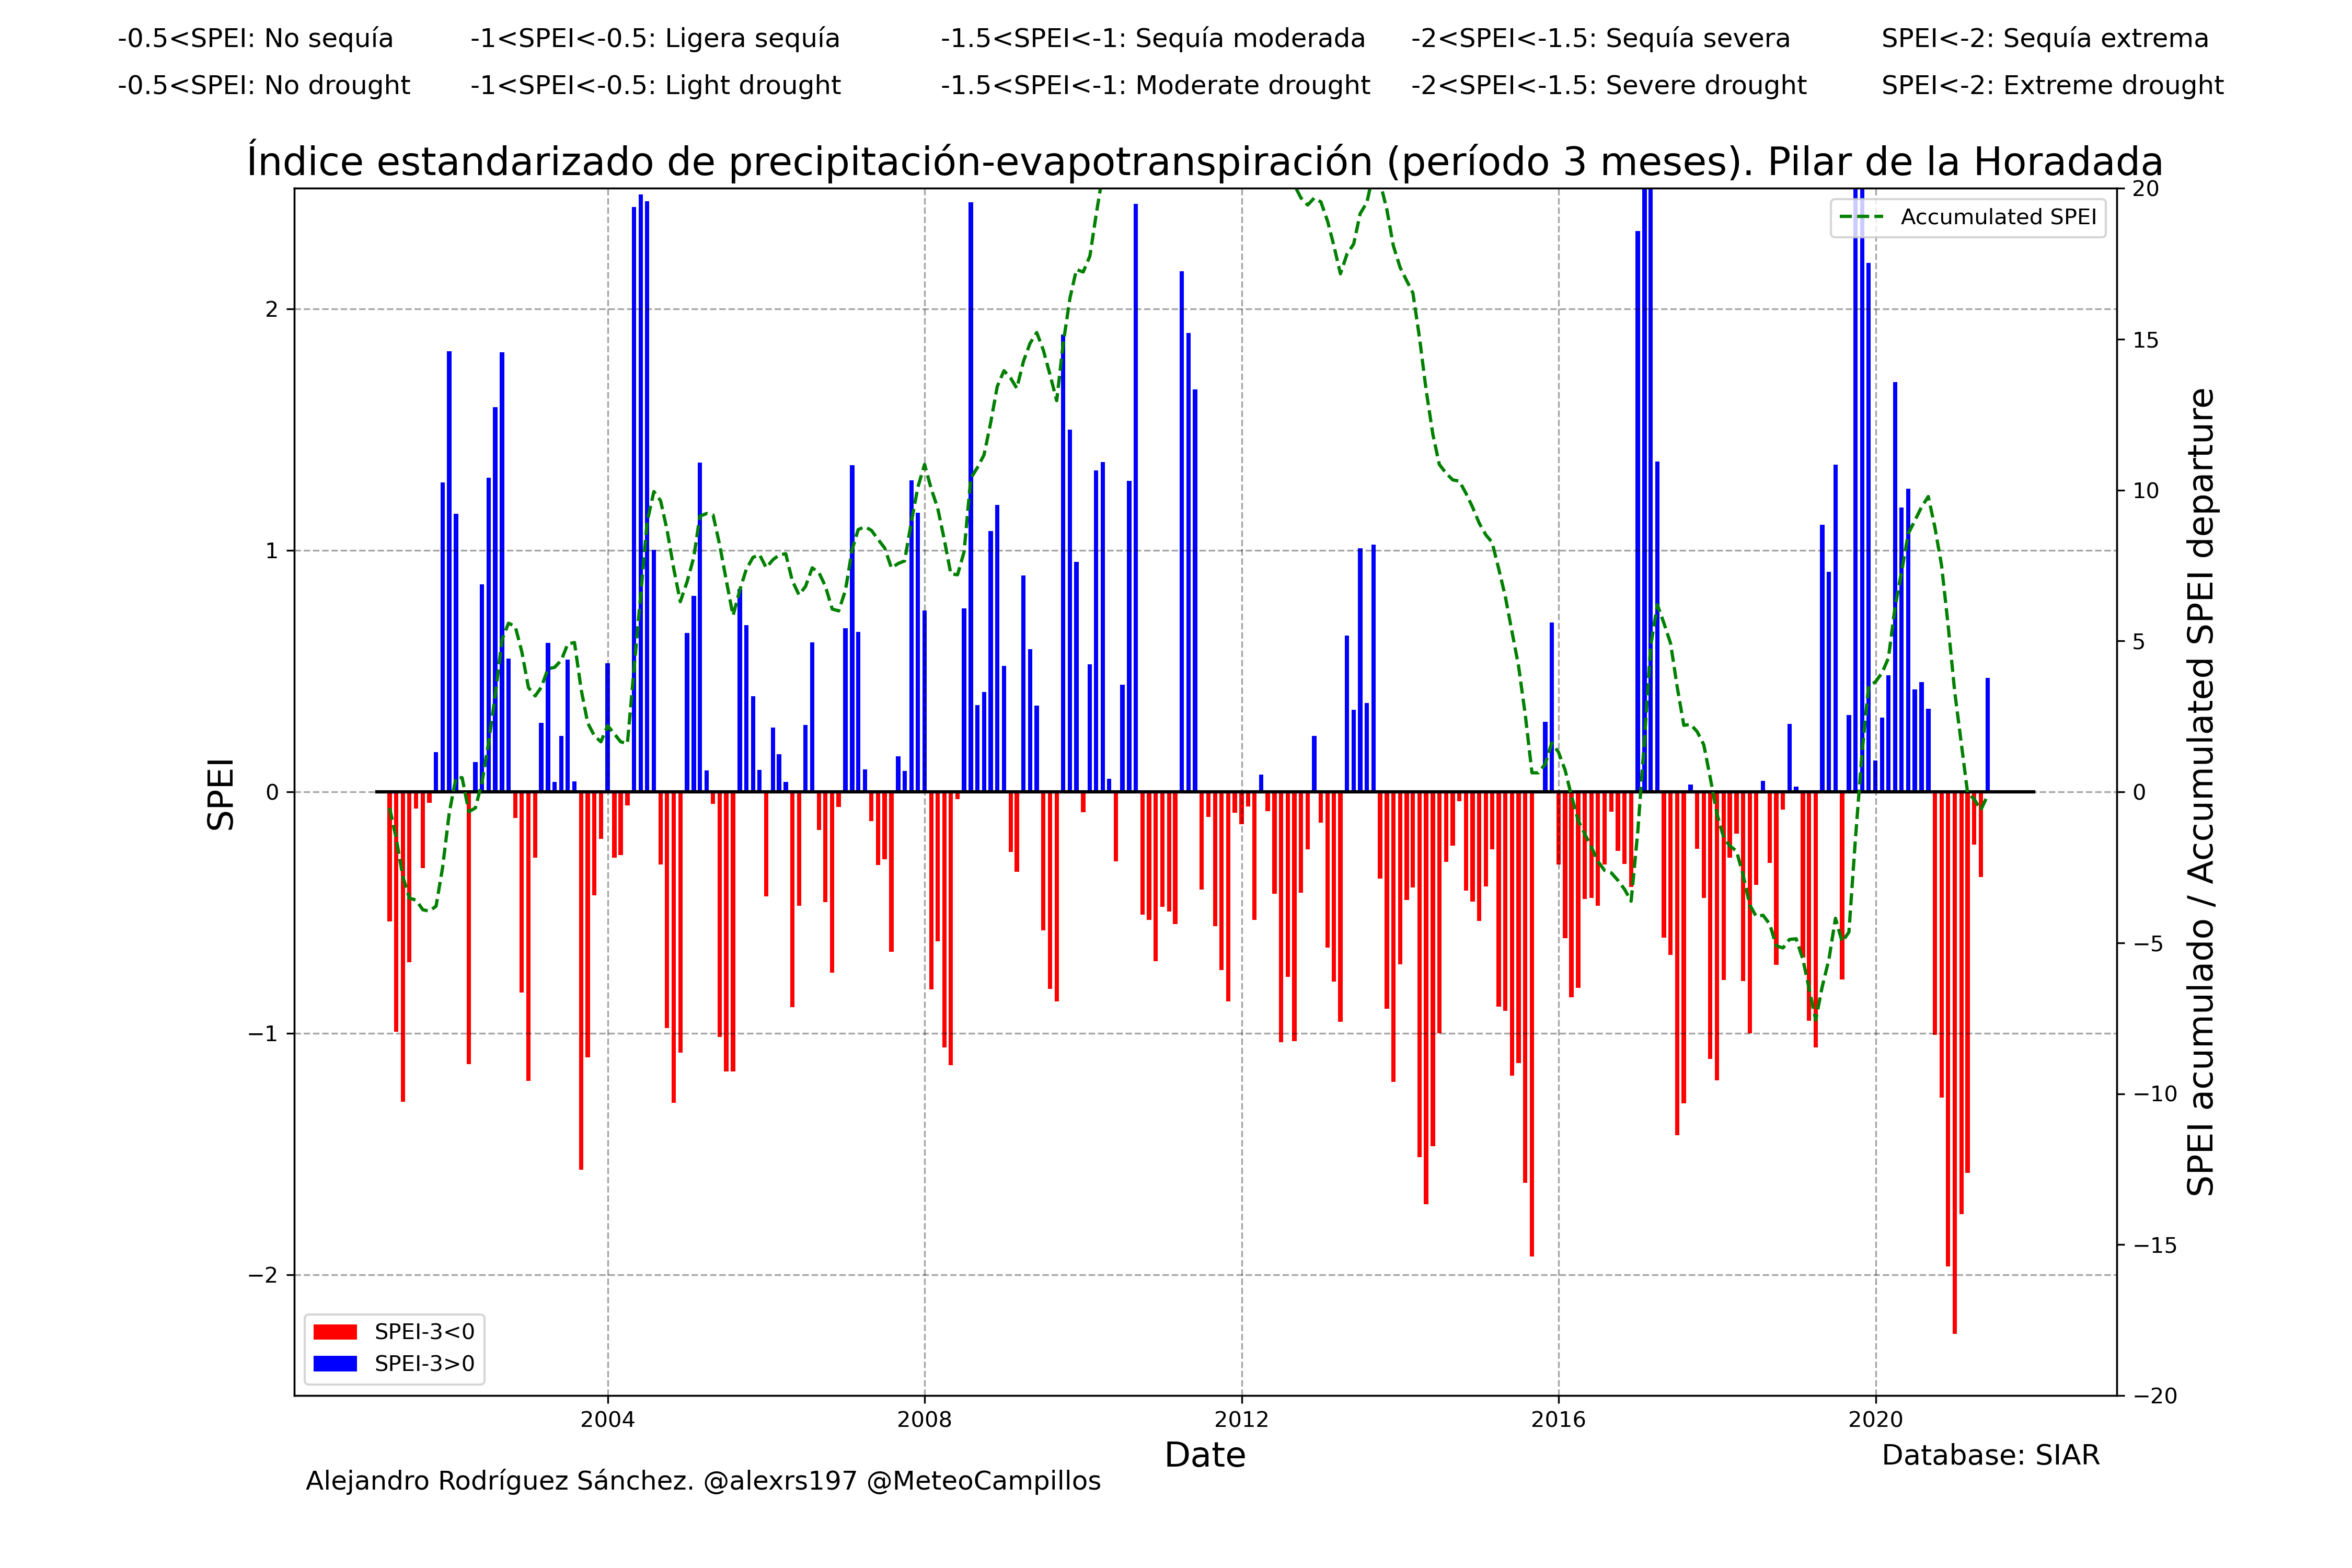 -0.5<SPEI: No sequía -1<SPEI<-0.5: Ligera sequía -1.5<SPEI<-1: Sequía moderada -2<SPEI<-1.5: Sequía severa SPEI<-2: Sequía extrema
-0.5<SPEI: No drought -1<SPEI<-0.5: Light drought -1.5<SPEI<-1: Moderate drought -2<SPEI<-1.5: Severe drought SPEI<-2: Extreme drought
Índice estandarizado de precipitación-evapotranspiración (período 3 meses). Pilar de la Horadada
Accumulated SPEI
SPEI
2
1
0
−1
−2
20
15
10
5
0
−5
−10
−15
−20
SPEI acumulado / Accumulated SPEI departure
SPEI-3<0
SPEI-3>0
2004 2008 2012 2016 2020
Date
Database: SIAR
Alejandro Rodríguez Sánchez. @alexrs197 @MeteoCampillos